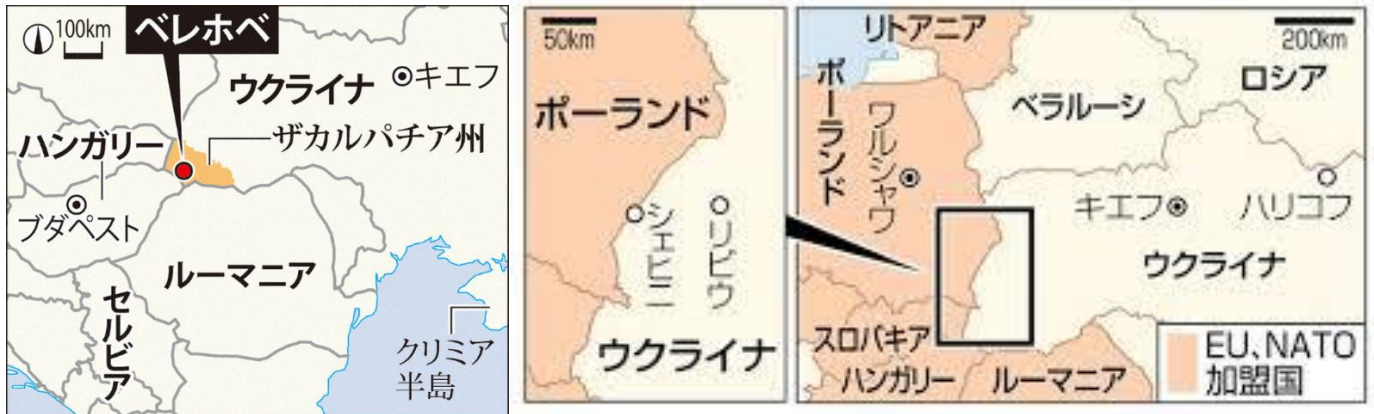 100km
ベレホベ
ウクライナ
キエフ
ハンガリー
ザカルパチア州
ブダペスト
ルーマニア
セルビア
クリミア
半島
50km
ポーランド
シェヒニ
リビウ
ウクライナ
200km
リトアニア
ロシア
ポーランド
ベラルーシ
ワルシャワ
キエフ
ハリコフ
ウクライナ
スロバキア
ハンガリー
ルーマニア
EU、NATO
加盟国